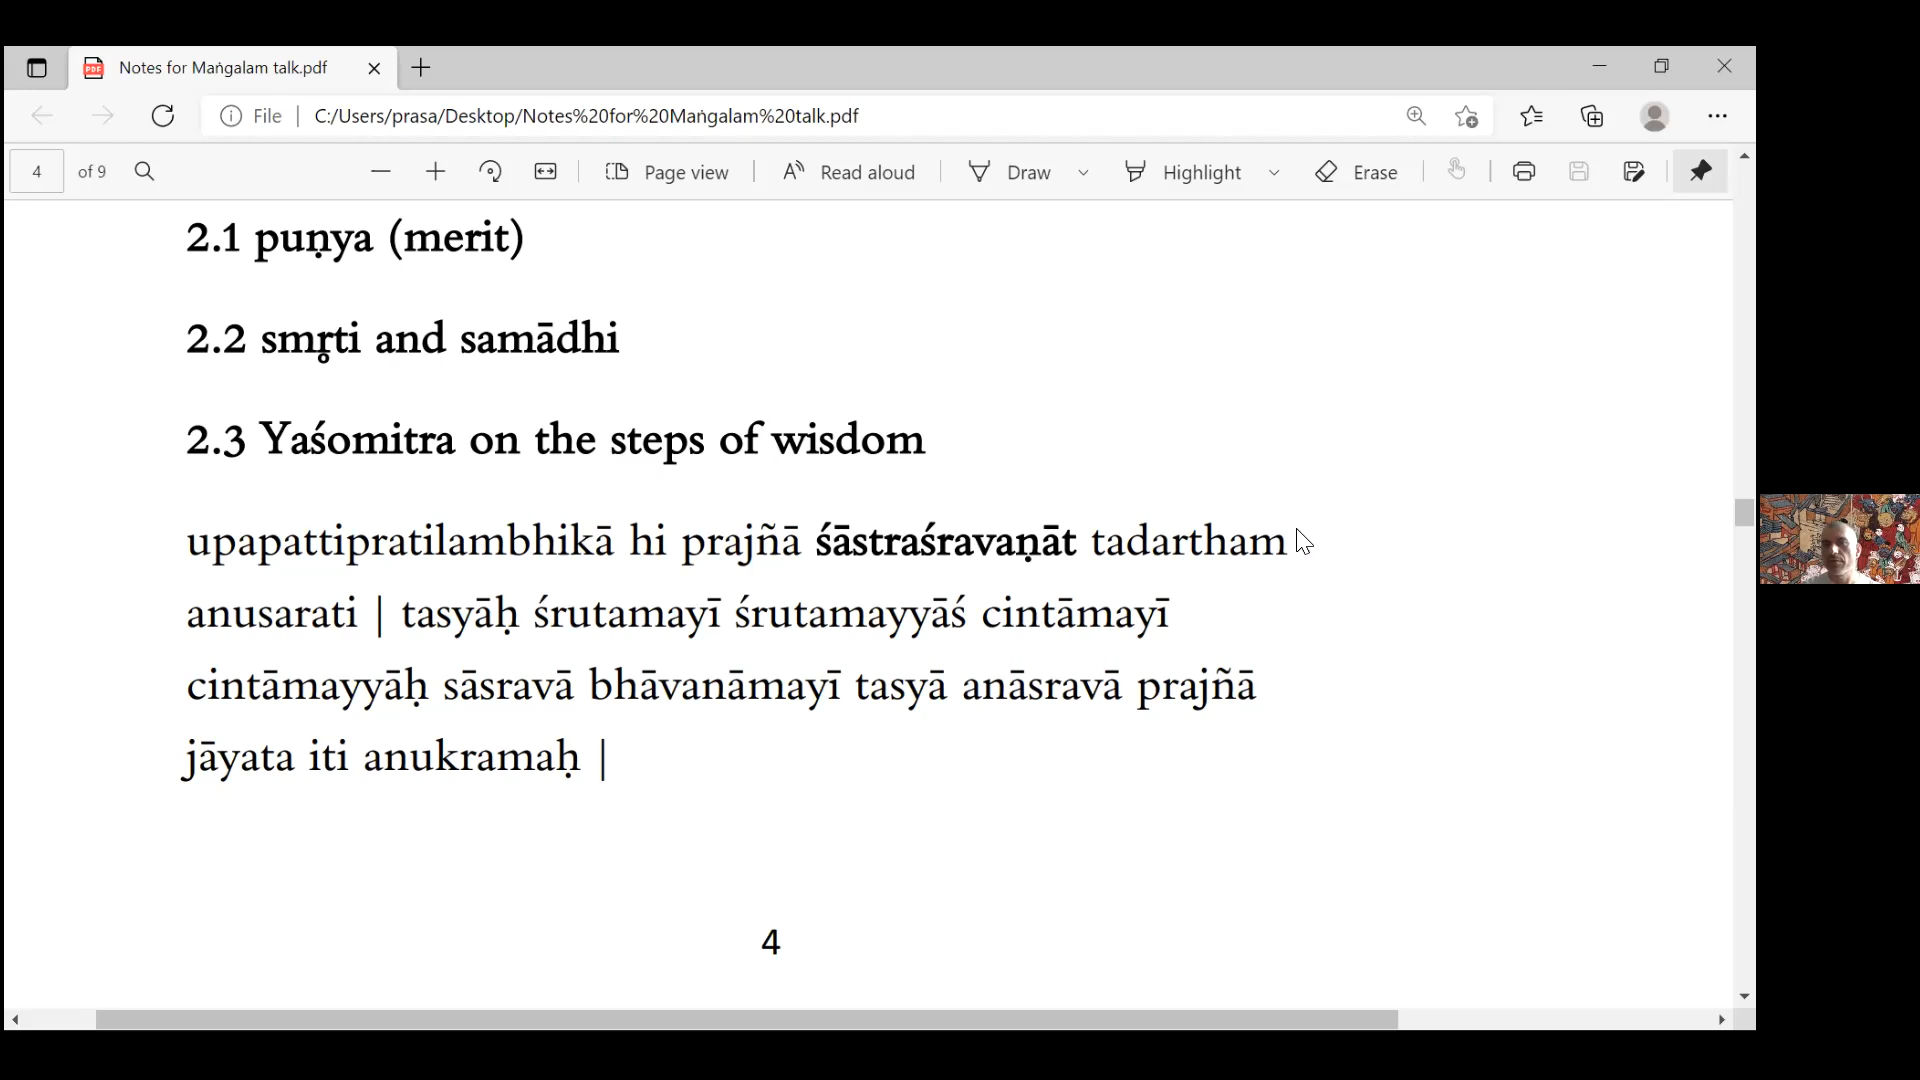 Notes for Maṅgalam talk.pdf
File | C:/Users/prasa/Desktop/Notes%20for%20Maṅgalam%20talk.pdf
4 of 9 Page view Read aloud Draw Highlight Erase
2.1 puṇya (merit)
2.2 smr̥ti and samādhi
2.3 Yaśomitra on the steps of wisdom
upapattipratilambhikā hi prajñā śāstraśravaṇāt tadartham
anusarati | tasyāḥ śrutamayī śrutamayyāś cintāmayī
cintāmayyāḥ sāsravā bhāvanāmayī tasyā anāsravā prajñā
jāyata iti anukramaḥ |
4